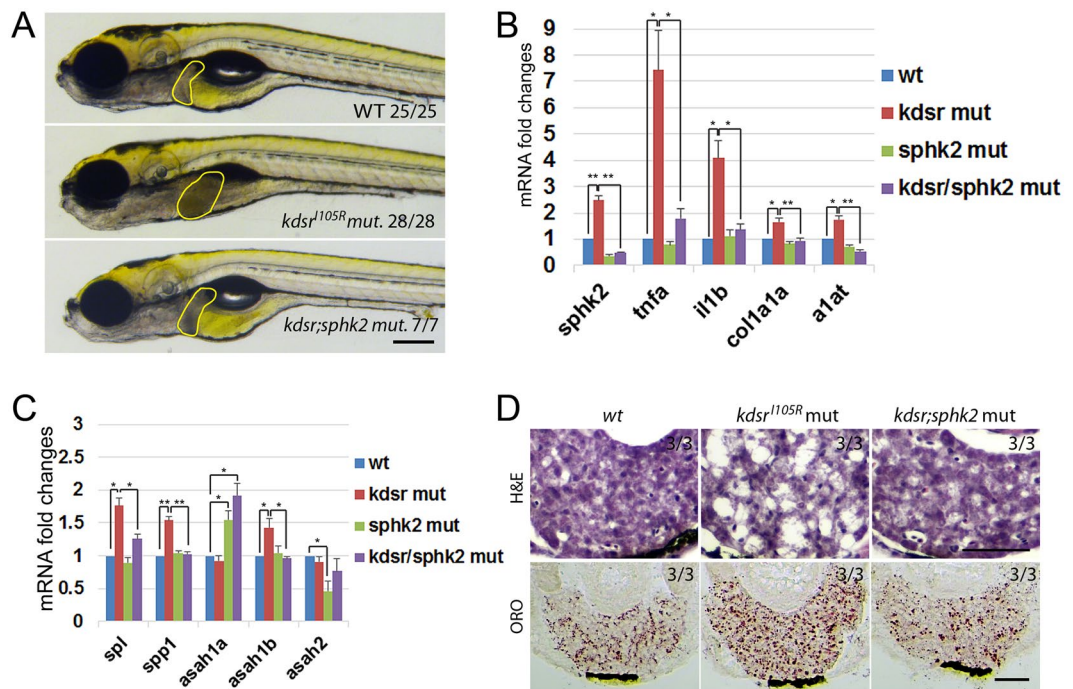 A
WT 25/25
kdsr^I105R mut. 28/28
kdsr;sphk2 mut. 7/7
B
mRNA fold changes
9
8
7
6
5
4
3
2
1
0
* *
* *
** **
* **
* **
sphk2
tnfa
il1b
col1a1a
a1at
wt
kdsr mut
sphk2 mut
kdsr/sphk2 mut
C
mRNA fold changes
3
2.5
2
1.5
1
0.5
0
* *
** **
*
*
* *
*
spl
spp1
asah1a
asah1b
asah2
wt
kdsr mut
sphk2 mut
kdsr/sphk2 mut
D
wt
kdsr^I105R mut
kdsr;sphk2 mut
H&E
3/3
3/3
3/3
ORO
3/3
3/3
3/3